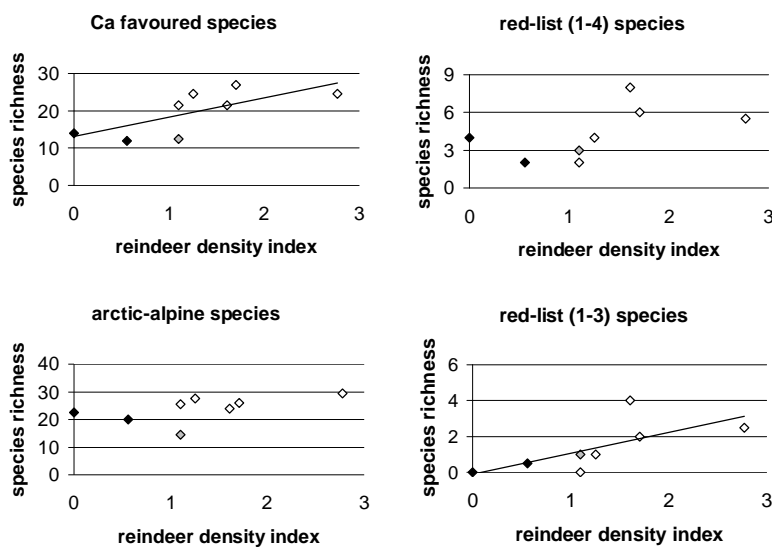 Ca favoured species
species richness
30
20
10
0
0 1 2 3
reindeer density index
red-list (1-4) species
species richness
9
6
3
0
0 1 2 3
reindeer density index
arctic-alpine species
species richness
40
30
20
10
0
0 1 2 3
reindeer density index
red-list (1-3) species
species richness
6
4
2
0
0 1 2 3
reindeer density index